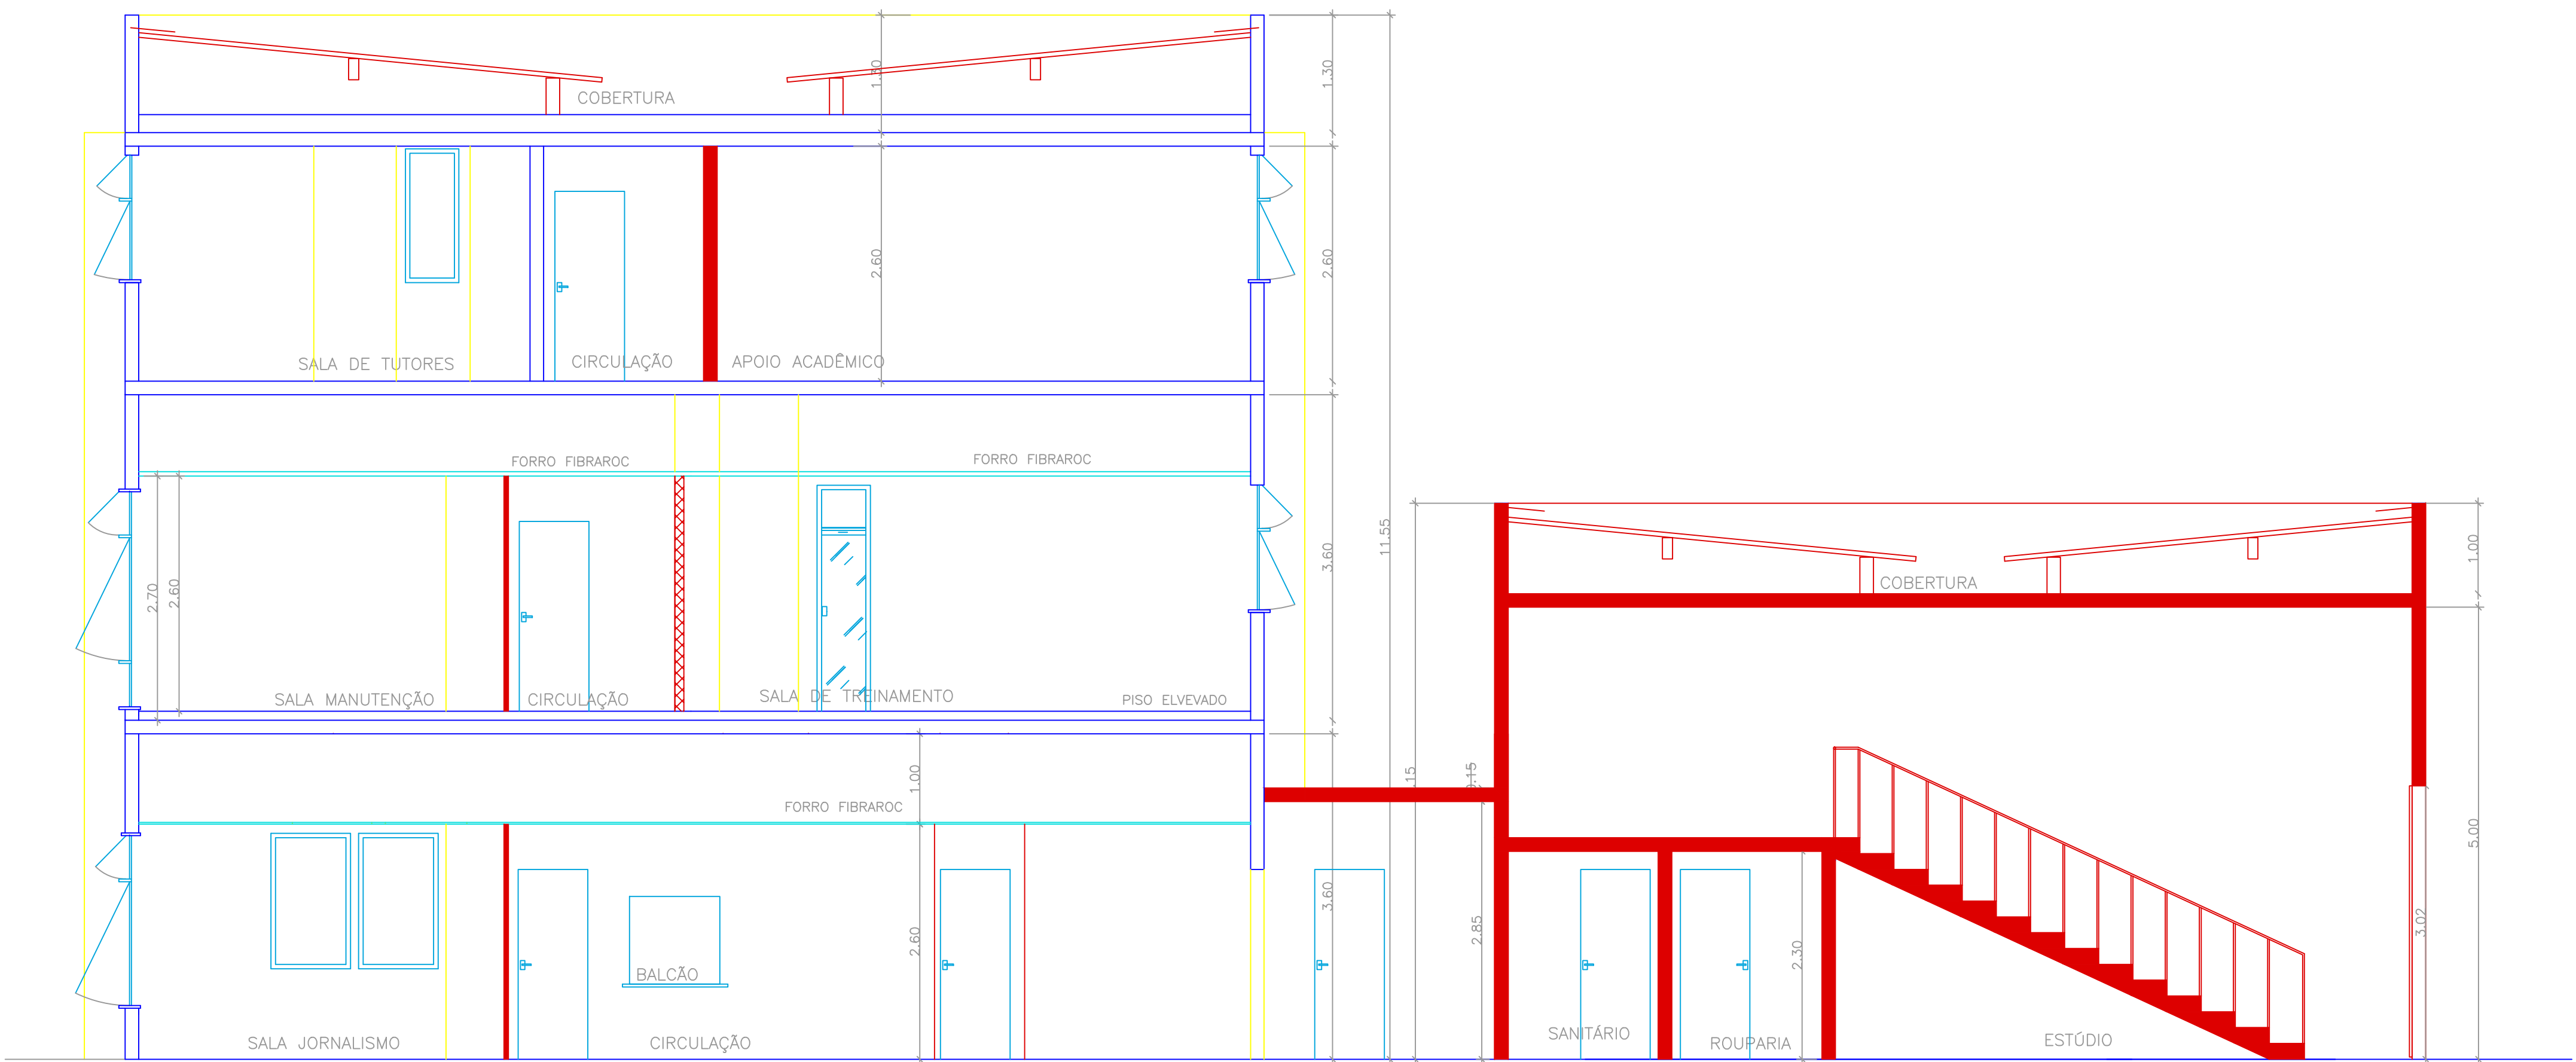 1.30
1.30
COBERTURA
2.60
2.60
SALA DE TUTORES
CIRCULAÇÃO
APOIO ACADÊMICO
FORRO FIBRAROC
FORRO FIBRAROC
11.55
3.60
2.70
2.60
COBERTURA
1.00
SALA MANUTENÇÃO
CIRCULAÇÃO
SALA DE TREINAMENTO
PISO ELVEVADO
1.00
.15
0.15
FORRO FIBRAROC
5.00
3.60
2.85
2.60
2.30
3.02
BALCÃO
SALA JORNALISMO
CIRCULAÇÃO
SANITÁRIO
ROUPARIA
ESTÚDIO